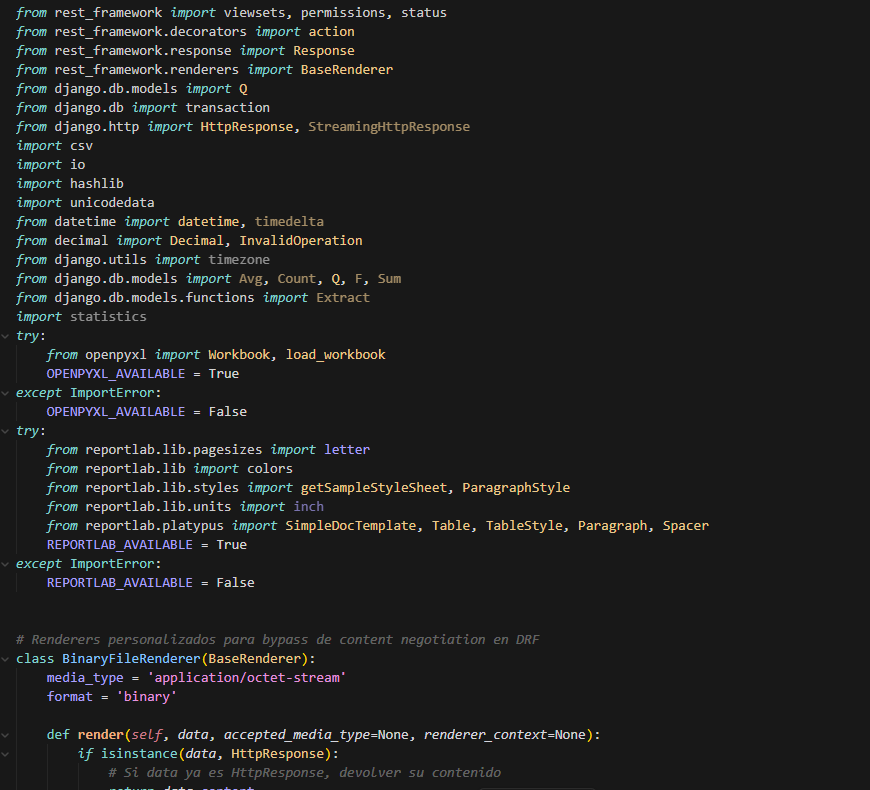 from rest_framework import viewsets, permissions, status
from rest_framework.decorators import action
from rest_framework.response import Response
from rest_framework.renderers import BaseRenderer
from django.db.models import Q
from django.db import transaction
from django.http import HttpResponse, StreamingHttpResponse
import csv
import io
import hashlib
import unicodedata
from datetime import datetime, timedelta
from decimal import Decimal, InvalidOperation
from django.utils import timezone
from django.db.models import Avg, Count, Q, F, Sum
from django.db.models.functions import Extract
import statistics
try:
    from openpyxl import Workbook, load_workbook
    OPENPYXL_AVAILABLE = True
except ImportError:
    OPENPYXL_AVAILABLE = False
try:
    from reportlab.lib.pagesizes import letter
    from reportlab.lib import colors
    from reportlab.lib.styles import getSampleStyleSheet, ParagraphStyle
    from reportlab.lib.units import inch
    from reportlab.platypus import SimpleDocTemplate, Table, TableStyle, Paragraph, Spacer
    REPORTLAB_AVAILABLE = True
except ImportError:
    REPORTLAB_AVAILABLE = False
# Renderers personalizados para bypass de content negotiation en DRF
class BinaryFileRenderer(BaseRenderer):
    media_type = 'application/octet-stream'
    format = 'binary'
    def render(self, data, accepted_media_type=None, renderer_context=None):
        if isinstance(data, HttpResponse):
            # Si data ya es HttpResponse, devolver su contenido
            return data.content